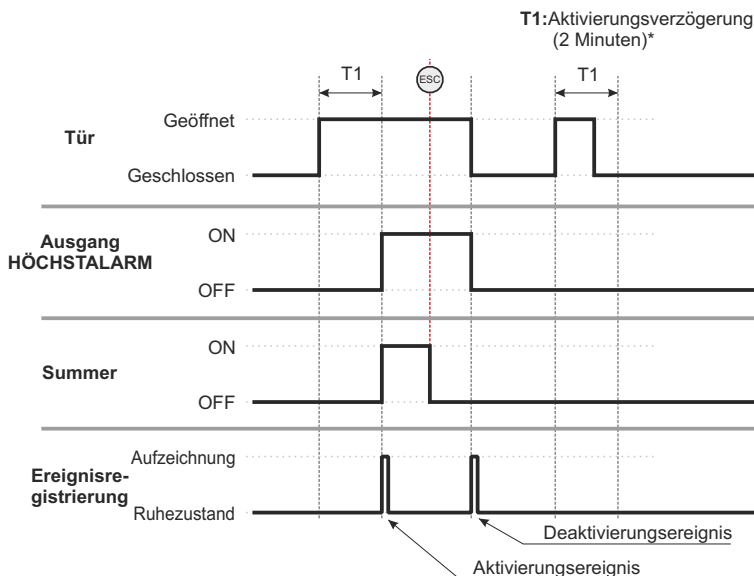 T1:Aktivierungsverzögerung
(2 Minuten)*
T1
ESC
T1
Tür
Geöffnet
Geschlossen
Ausgang
HÖCHSTALARM
ON
OFF
Summer
ON
OFF
Ereignisre-
gistrierung
Aufzeichnung
Ruhezustand
Deaktivierungsereignis
Aktivierungsereignis